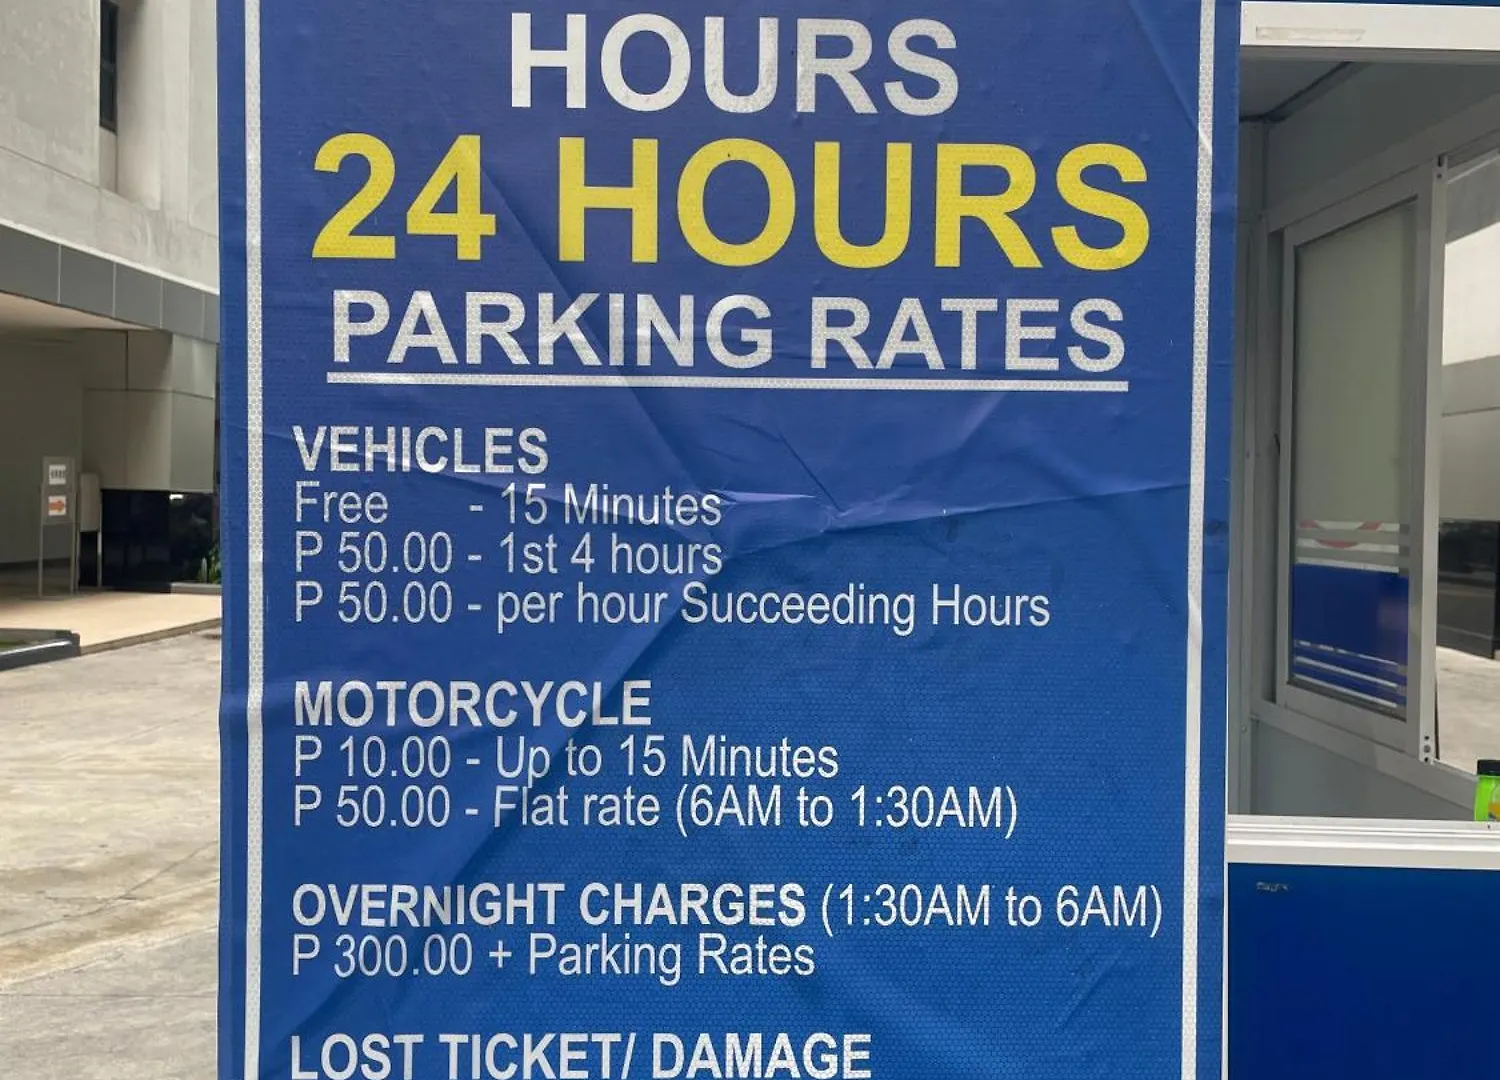 HOURS
24 HOURS
PARKING RATES
VEHICLES
Free - 15 Minutes
P 50.00 - 1st 4 hours
P 50.00 - per hour Succeeding Hours
MOTORCYCLE
P 10.00 - Up to 15 Minutes
P 50.00 - Flat rate (6AM to 1:30AM)
OVERNIGHT CHARGES (1:30AM to 6AM)
P 300.00 + Parking Rates
LOST TICKET/ DAMAGE